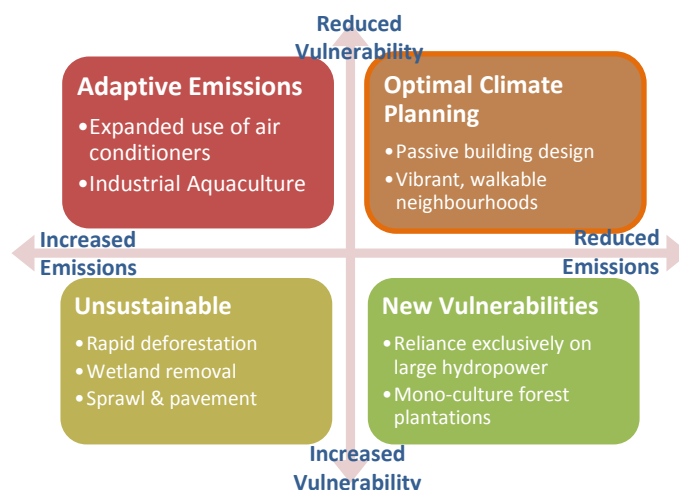 Reduced
Vulnerability
Adaptive Emissions
•Expanded use of air
conditioners
•Industrial Aquaculture
Optimal Climate
Planning
•Passive building design
•Vibrant, walkable
neighbourhoods
Increased
Emissions
Reduced
Emissions
Unsustainable
•Rapid deforestation
•Wetland removal
•Sprawl & pavement
New Vulnerabilities
•Reliance exclusively on
large hydropower
•Mono-culture forest
plantations
Increased
Vulnerability